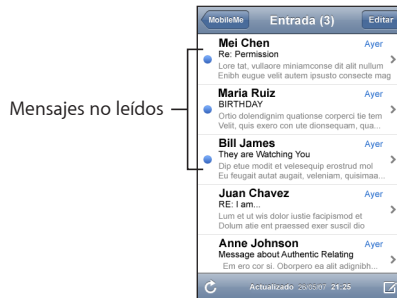 MobileMe Entrada (3) Editar
Mei Chen Ayer
Re: Permission
Lore tat, vullaore miniamconse dit alit nullum
Enibh eugue velit autem ipsusto consecte mag
Mensajes no leídos
Maria Ruiz Ayer
BIRTHDAY
Ortio dolendignim quationse corperci tie tem
Velit, quis exero con ute dionsequam, qua...
Bill James Ayer
They are Watching You
Dip etue modit et velesequip erostrud mol
Eu feugait autat augait, veleniam, quisimaa...
Juan Chavez Ayer
RE: I am...
Lum et ut wis dolor iustie facipismod et
Dolum atie ent praessed exer suscil dio
Anne Johnson Ayer
Message about Authentic Relating
Em ero cor si. Oborpero ea alit adignibh...
Actualizado 26/05/07 21:25